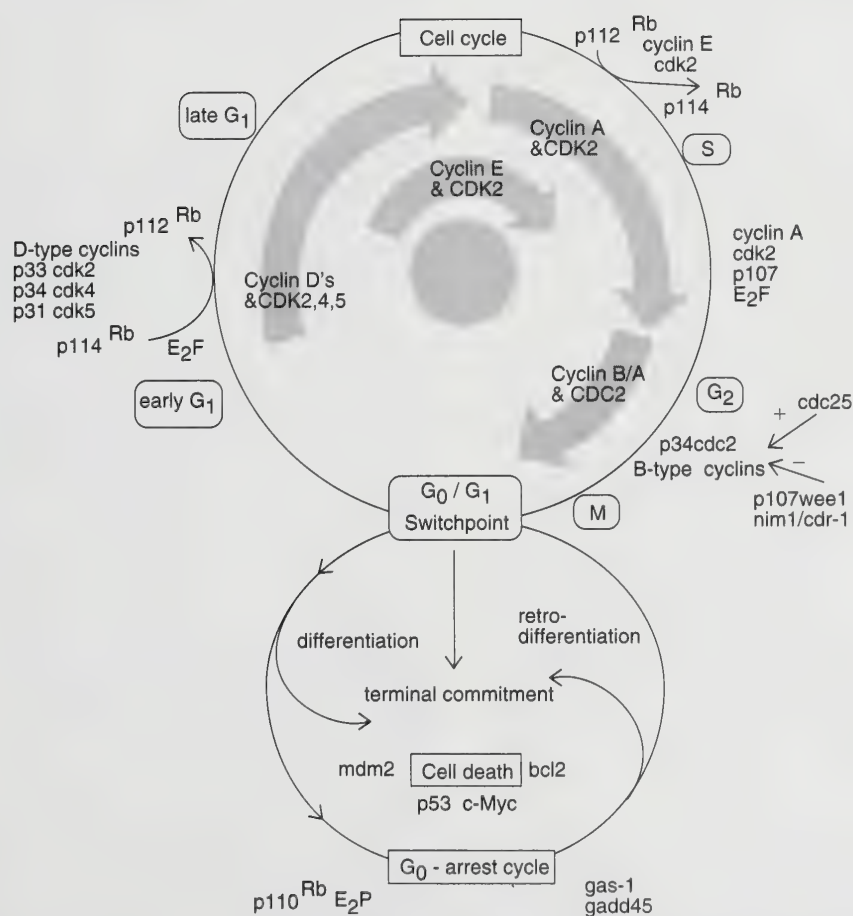 Cell cycle
p112 Rb
cyclin E
cdk2
p114 Rb
late G1
Cyclin A
&CDK2
S
Cyclin E
& CDK2
p112 Rb
D-type cyclins
p33 cdk2
p34 cdk4
p31 cdk5
p114 Rb
E2F
Cyclin D's
&CDK2,4,5
cyclin A
cdk2
p107
E2F
early G1
Cyclin B/A
& CDC2
G2
+
cdc25
p34cdc2
B-type cyclins
–
p107wee1
nim1/cdr-1
G0 / G1
Switchpoint
M
differentiation
retro-
differentiation
terminal commitment
mdm2
Cell death
bcl2
p53 c-Myc
G0 - arrest cycle
p110 Rb E2P
gas-1
gadd45